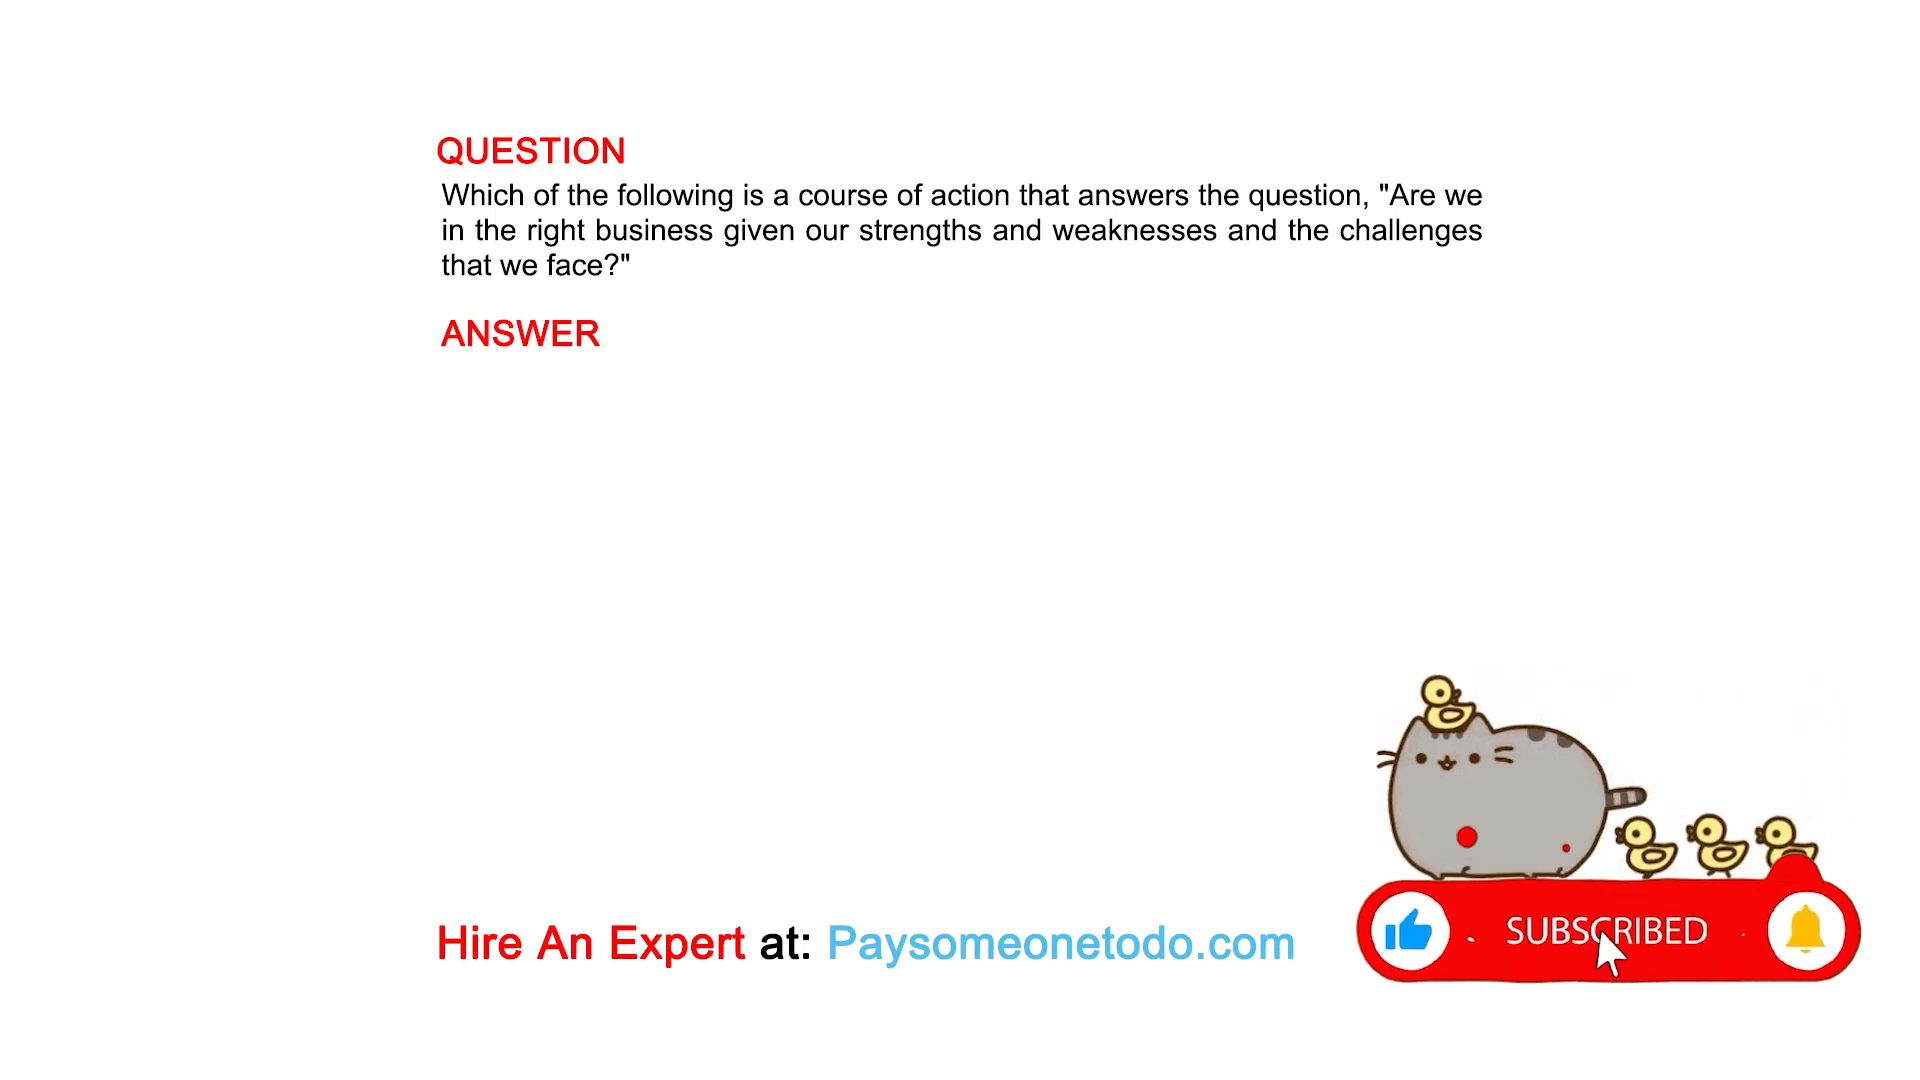 QUESTION
Which of the following is a course of action that answers the question, "Are we
in the right business given our strengths and weaknesses and the challenges
that we face?"
ANSWER
Hire An Expert at: Paysomeonetodo.com
SUBSCRIBED